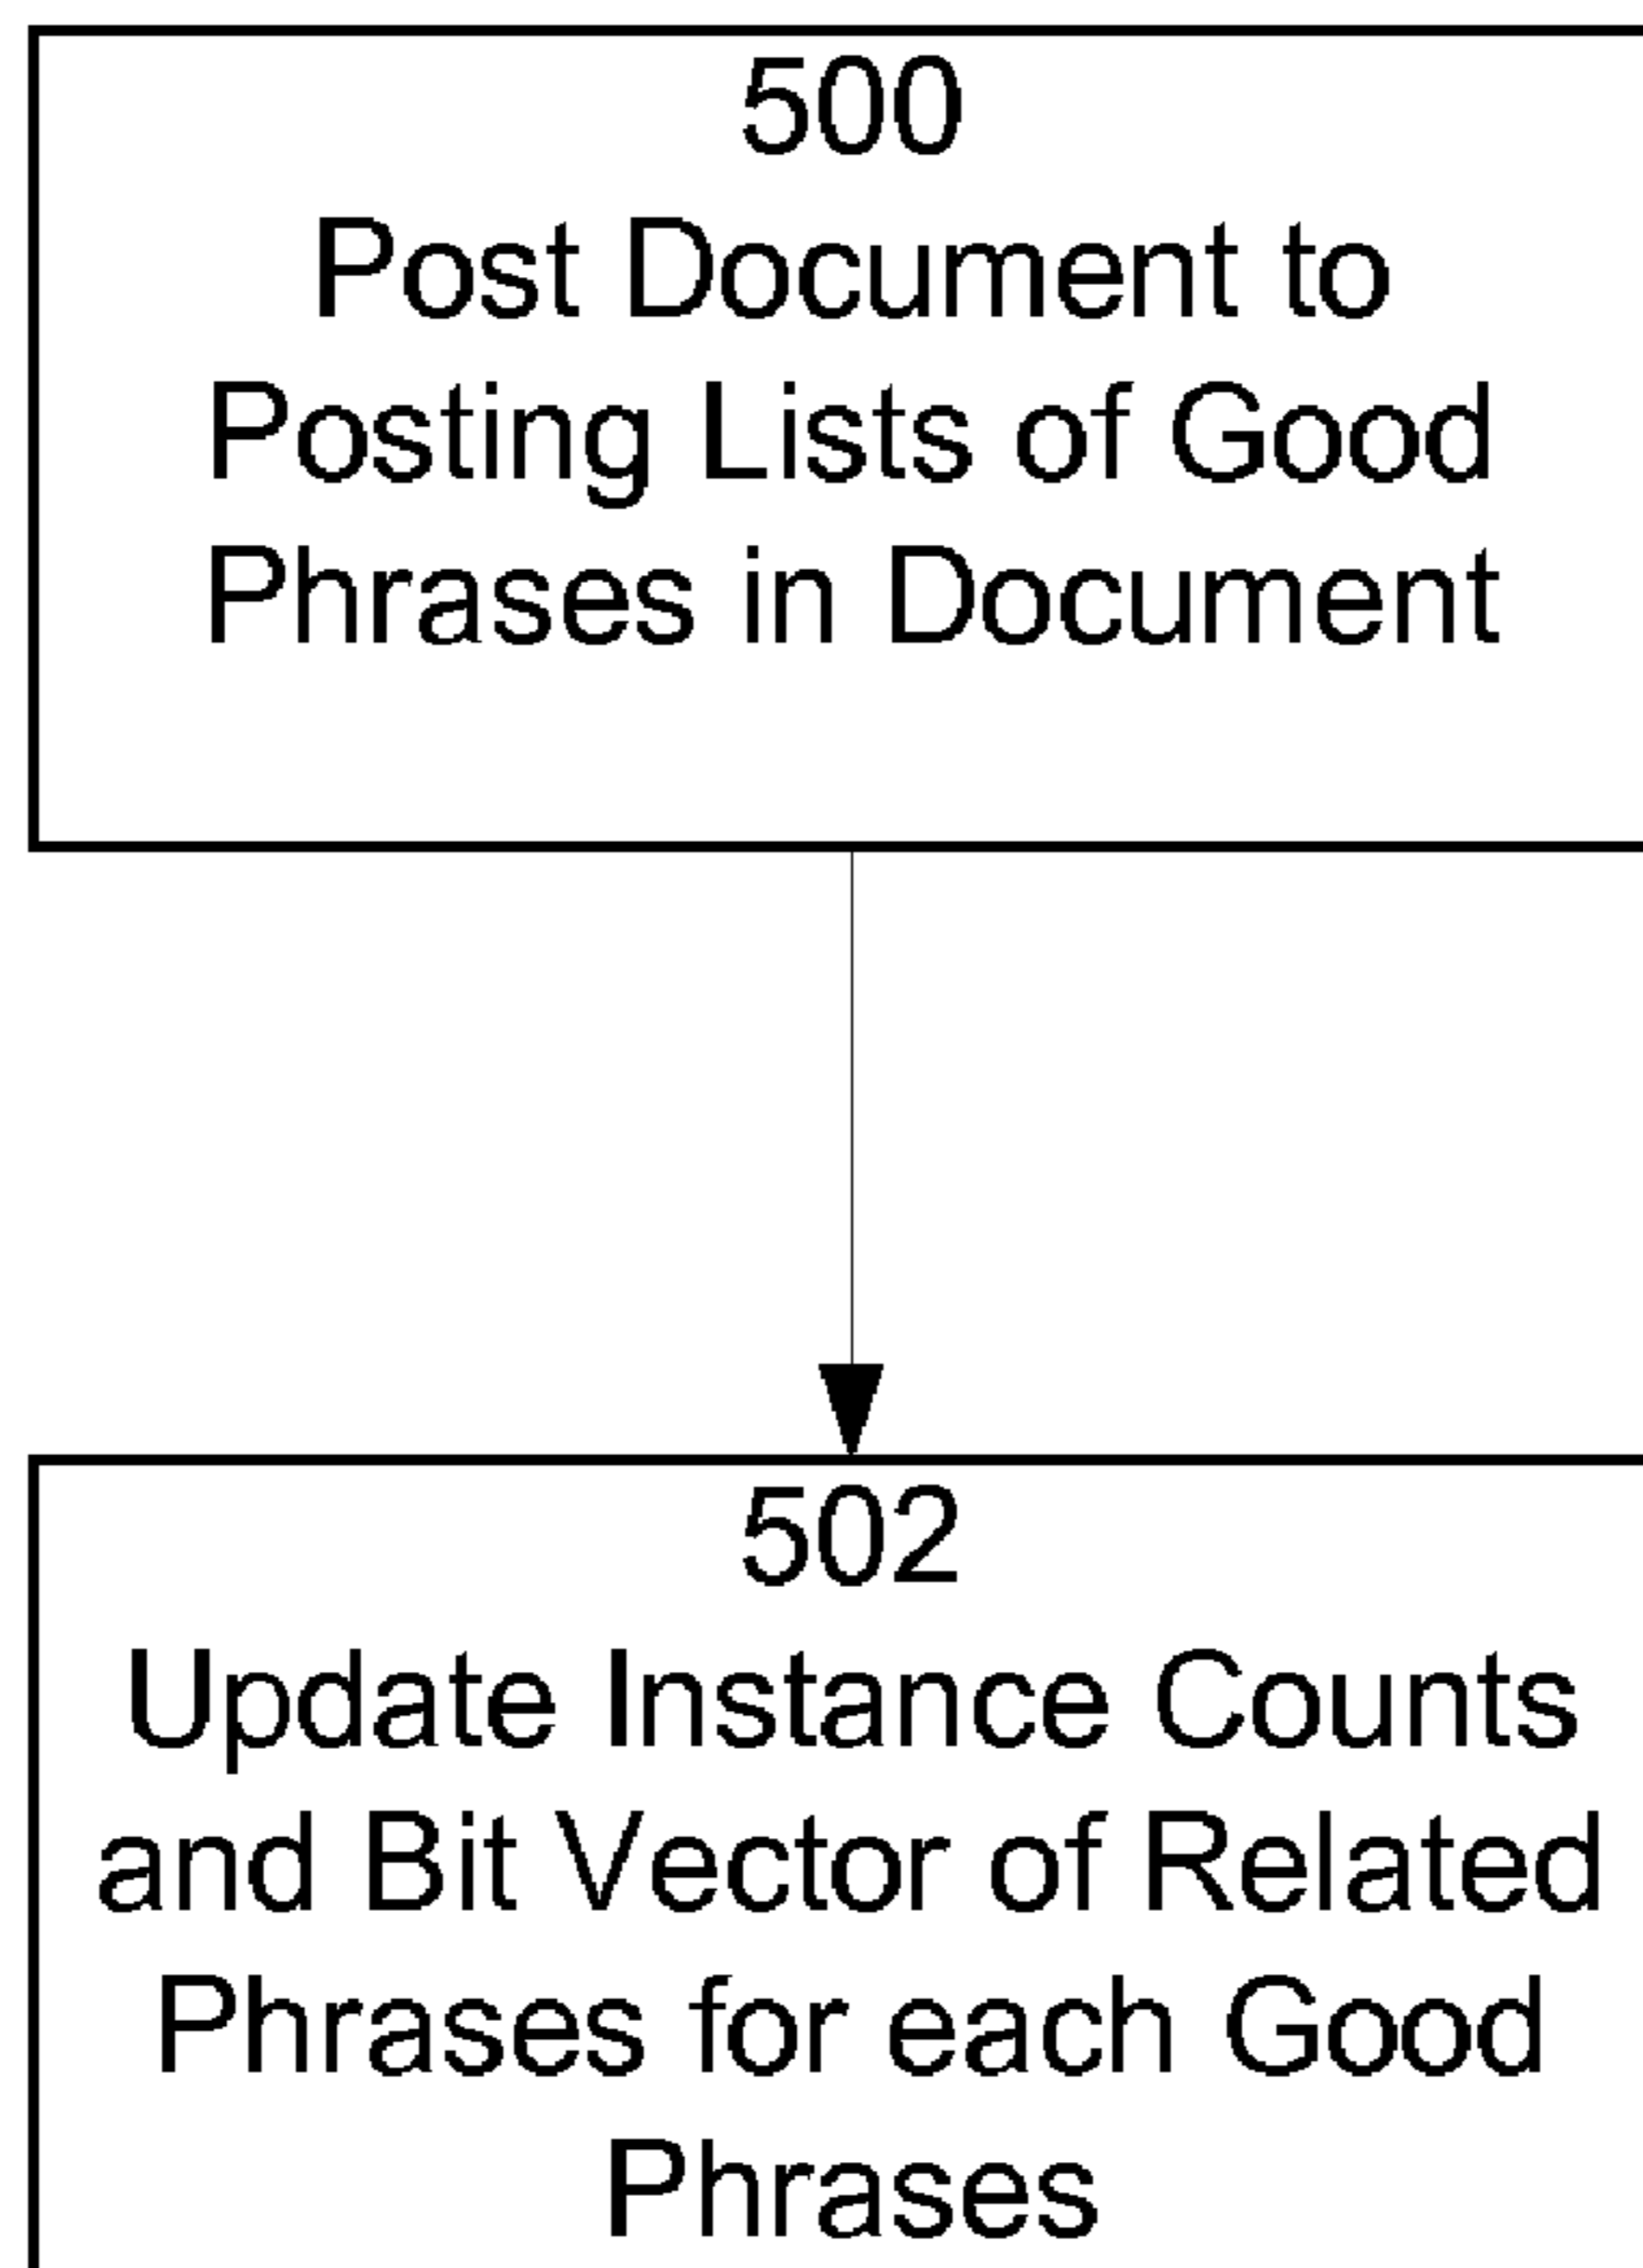 500
Post Document to
Posting Lists of Good
Phrases in Document
502
Update Instance Counts
and Bit Vector of Related
Phrases for each Good
Phrases